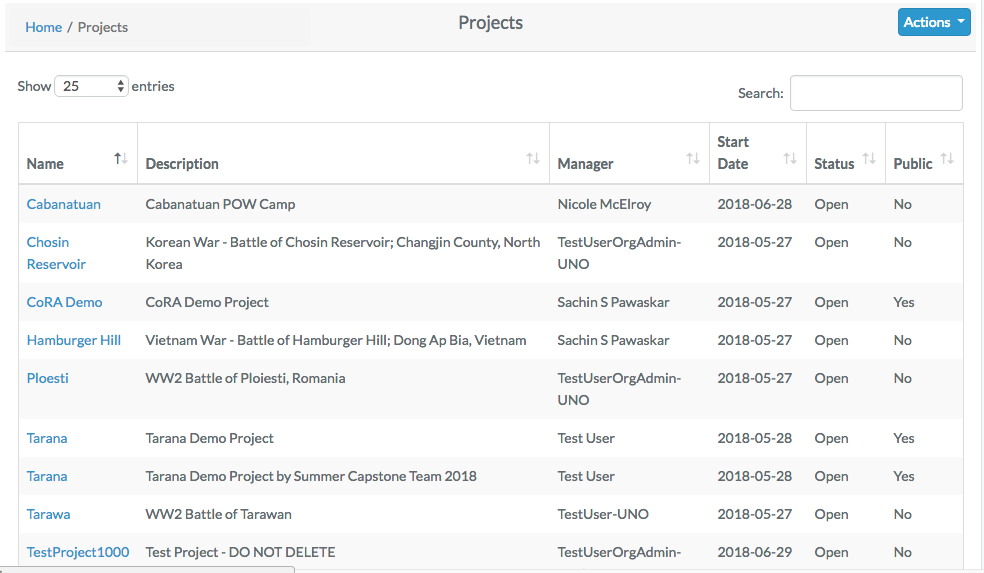 Home / Projects
Projects
Actions
Show 25 entries
Search:
Name Description Manager Start Date Status Public
Cabanatuan Cabanatuan POW Camp Nicole McElroy 2018-06-28 Open No
Chosin Korean War - Battle of Chosin Reservoir; Changjin County, North TestUserOrgAdmin- 2018-05-27 Open No
Reservoir Korea UNO
CoRA Demo CoRA Demo Project Sachin S Pawaskar 2018-05-27 Open Yes
Hamburger Hill Vietnam War - Battle of Hamburger Hill; Dong Ap Bia, Vietnam Sachin S Pawaskar 2018-05-27 Open No
Ploesti WW2 Battle of Ploiesti, Romania TestUserOrgAdmin- 2018-05-27 Open No
UNO
Tarana Tarana Demo Project Test User 2018-05-28 Open Yes
Tarana Tarana Demo Project by Summer Capstone Team 2018 Test User 2018-05-28 Open Yes
Tarawa WW2 Battle of Tarawan TestUser-UNO 2018-05-27 Open No
TestProject1000 Test Project - DO NOT DELETE TestUserOrgAdmin- 2018-06-29 Open No